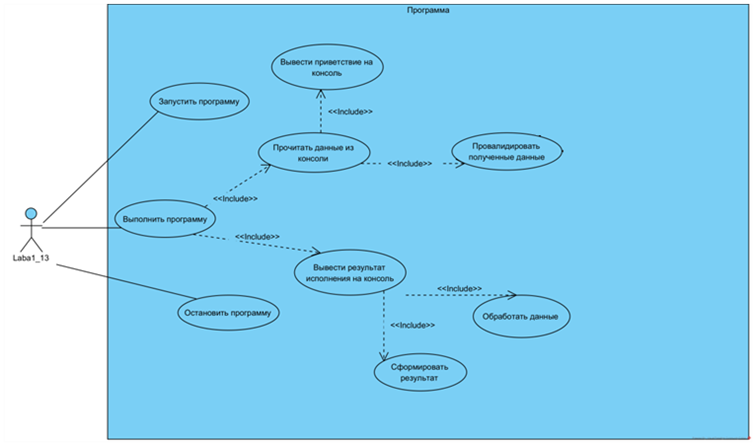 Программа
Вывести приветствие на
консоль
Запустить программу
<<Include>>
Прочитать данные из
консоли
<<Include>>
Провалидировать
полученные данные
<<Include>>
Выполнить программу
<<Include>>
Laba1_13
Вывести результат
исполнения на консоль
<<Include>>
Остановить программу
<<Include>>
Обработать данные
Сформировать
результат